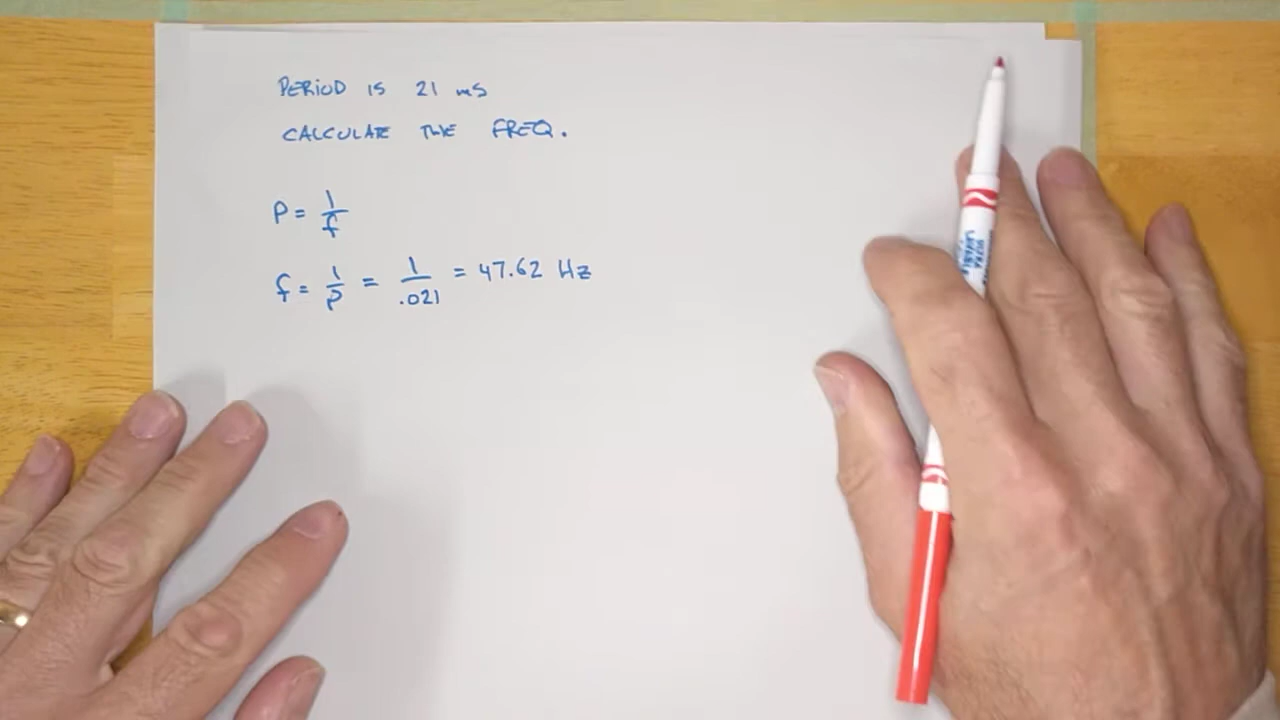 PERIOD IS 21 mS
CALCULATE THE FREQ.
P = 1/f
f = 1/P = 1/.021 = 47.62 Hz